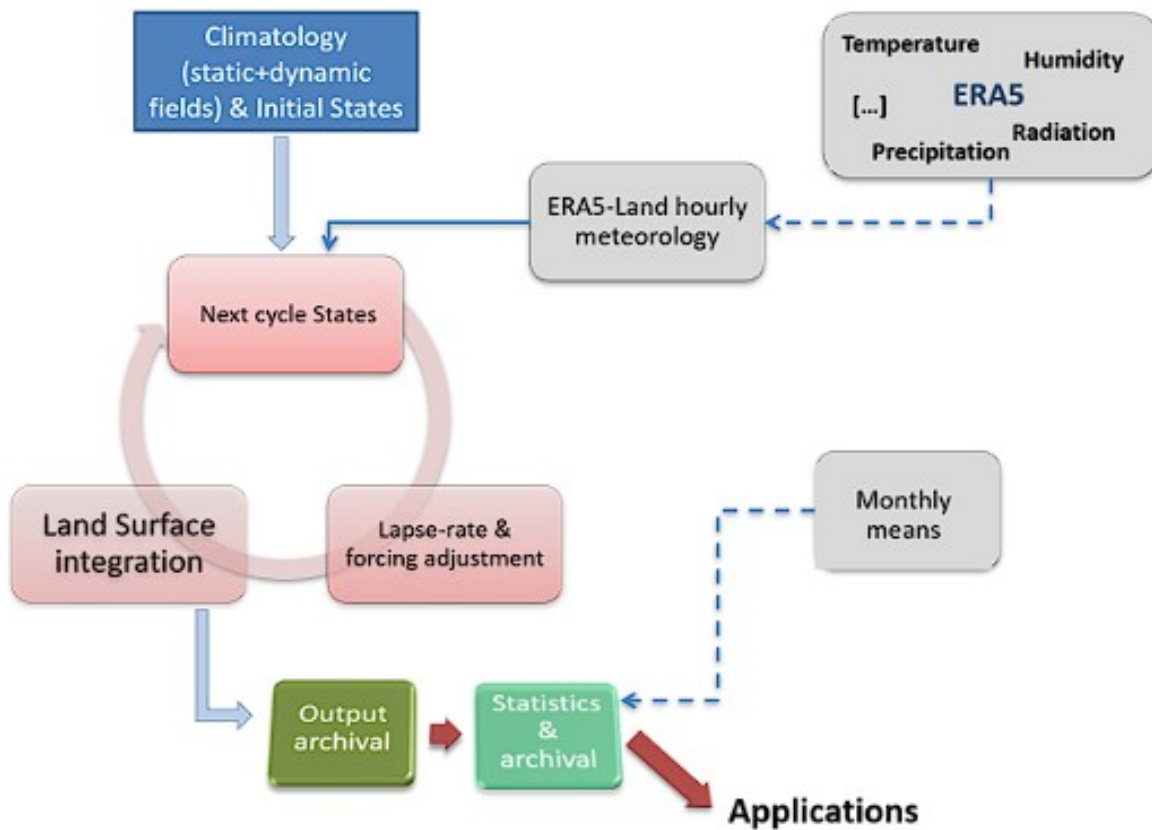 Climatology
(static+dynamic
fields) & Initial States
Temperature
Humidity
[...]
ERA5
Radiation
Precipitation
ERA5-Land hourly
meteorology
Next cycle States
Land Surface
integration
Lapse-rate &
forcing adjustment
Monthly
means
Output
archival
Statistics
&
archival
Applications